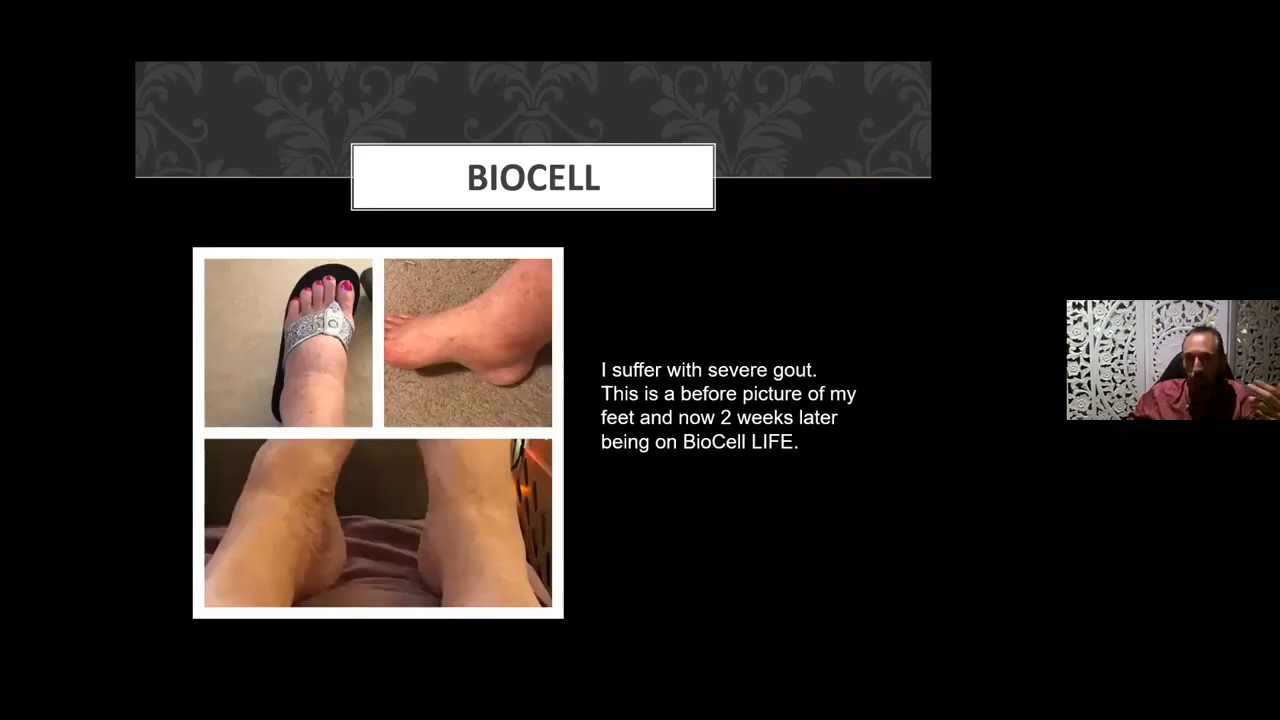 BIOCELL
I suffer with severe gout.
This is a before picture of my
feet and now 2 weeks later
being on BioCell LIFE.